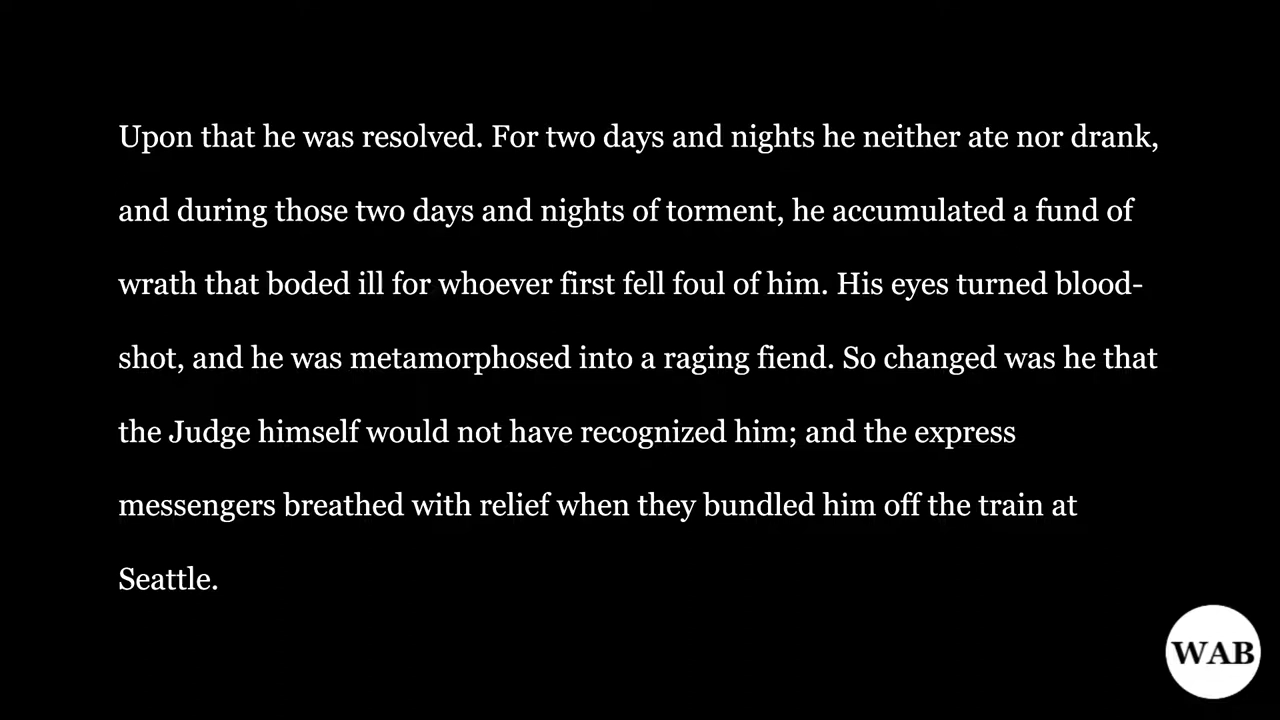 Upon that he was resolved. For two days and nights he neither ate nor drank,
and during those two days and nights of torment, he accumulated a fund of
wrath that boded ill for whoever first fell foul of him. His eyes turned blood-
shot, and he was metamorphosed into a raging fiend. So changed was he that
the Judge himself would not have recognized him; and the express
messengers breathed with relief when they bundled him off the train at
Seattle.
WAB